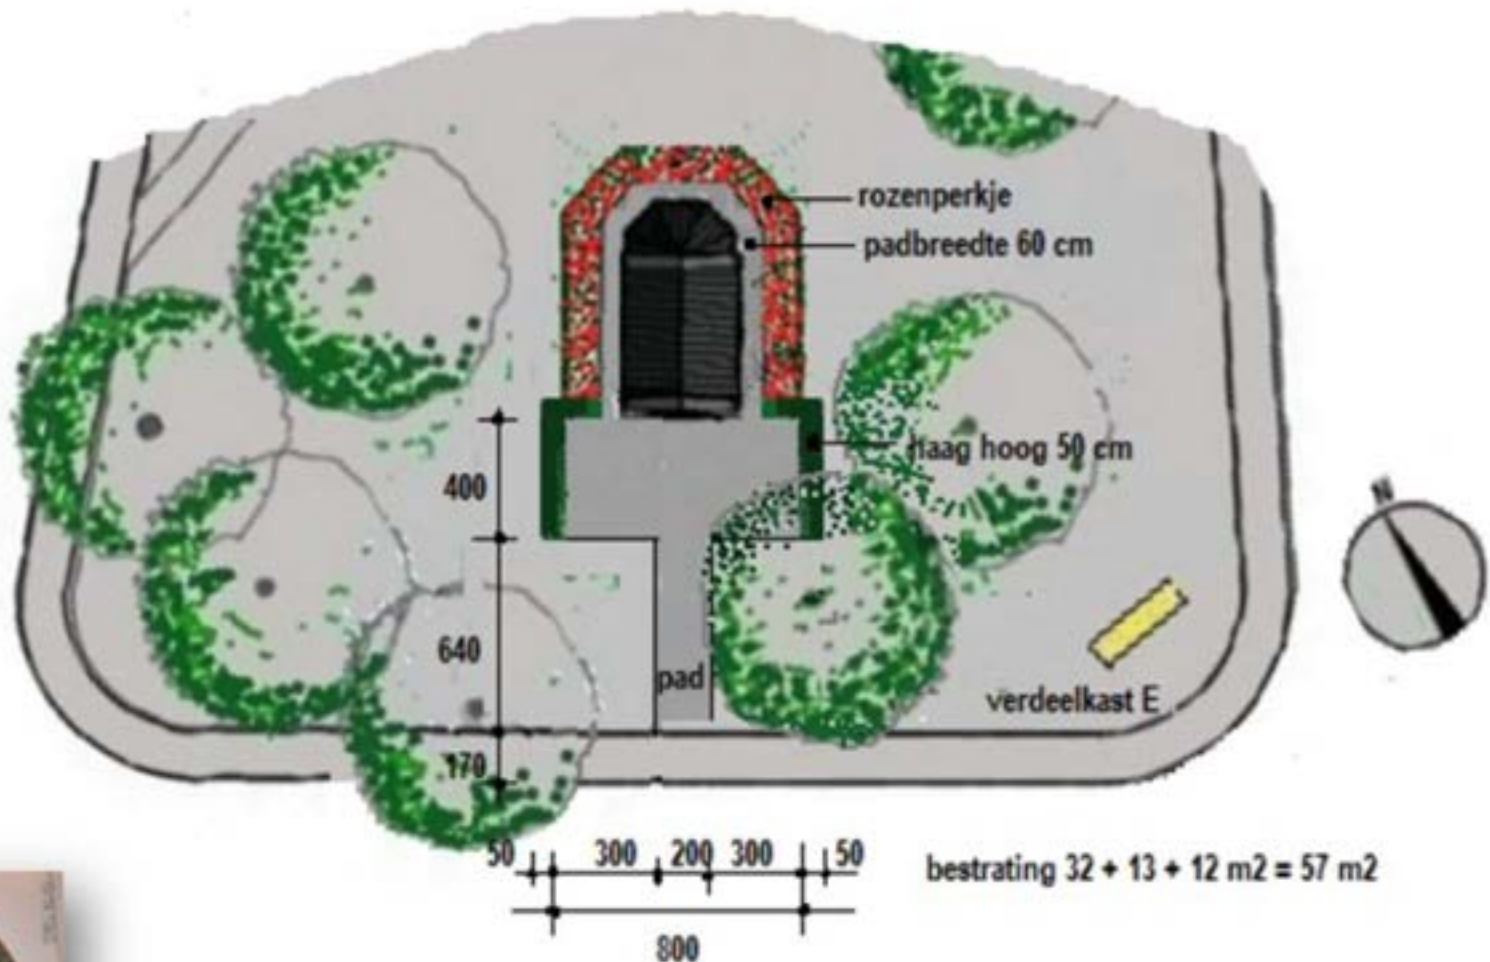 rozenperkje
padbreedte 60 cm
haag hoog 50 cm
400
N
640
pad
verdeelkast E
170
50 300 200 300 50
bestrating 32 + 13 + 12 m2 = 57 m2
800